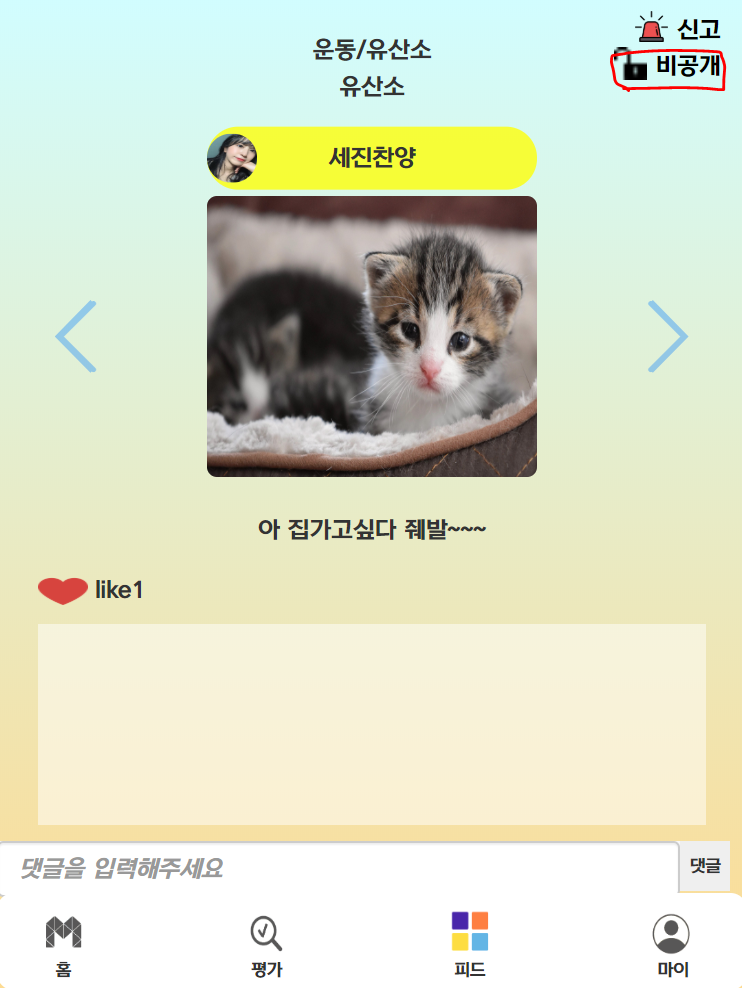 신고
비공개
운동/유산소
유산소
세진찬양
아 집가고싶다 줴발~~~
like1
댓글을 입력해주세요
댓글
홈
평가
피드
마이